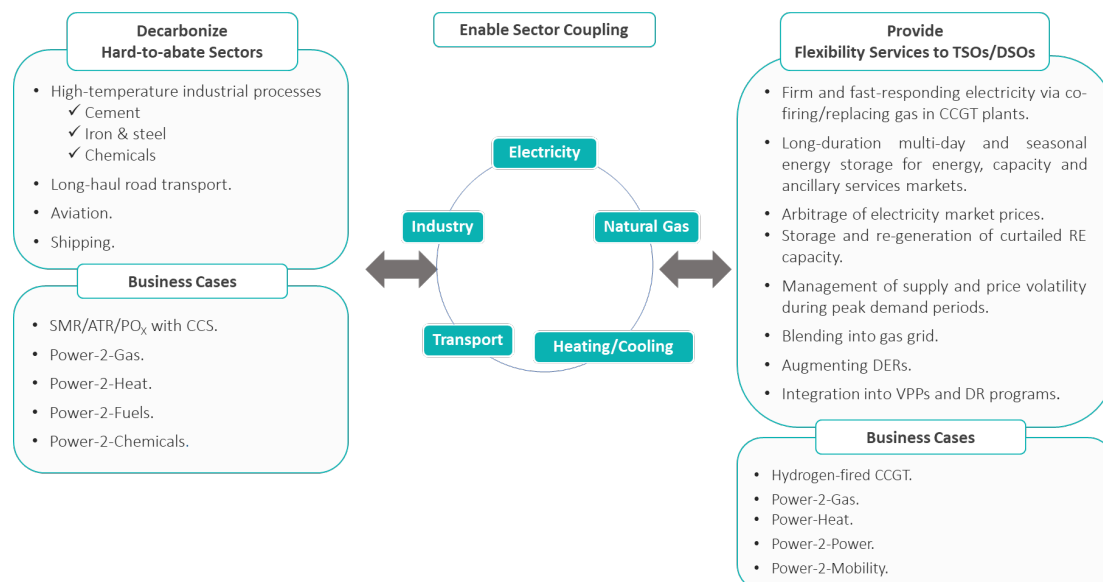 Decarbonize
Hard-to-abate Sectors
• High-temperature industrial processes
✓ Cement
✓ Iron & steel
✓ Chemicals
• Long-haul road transport.
• Aviation.
• Shipping.
Business Cases
• SMR/ATR/POX with CCS.
• Power-2-Gas.
• Power-2-Heat.
• Power-2-Fuels.
• Power-2-Chemicals.
Enable Sector Coupling
Electricity
Industry
Natural Gas
Transport
Heating/Cooling
Provide
Flexibility Services to TSOs/DSOs
• Firm and fast-responding electricity via co-
firing/replacing gas in CCGT plants.
• Long-duration multi-day and seasonal
energy storage for energy, capacity and
ancillary services markets.
• Arbitrage of electricity market prices.
• Storage and re-generation of curtailed RE
capacity.
• Management of supply and price volatility
during peak demand periods.
• Blending into gas grid.
• Augmenting DERs.
• Integration into VPPs and DR programs.
Business Cases
• Hydrogen-fired CCGT.
• Power-2-Gas.
• Power-Heat.
• Power-2-Power.
• Power-2-Mobility.